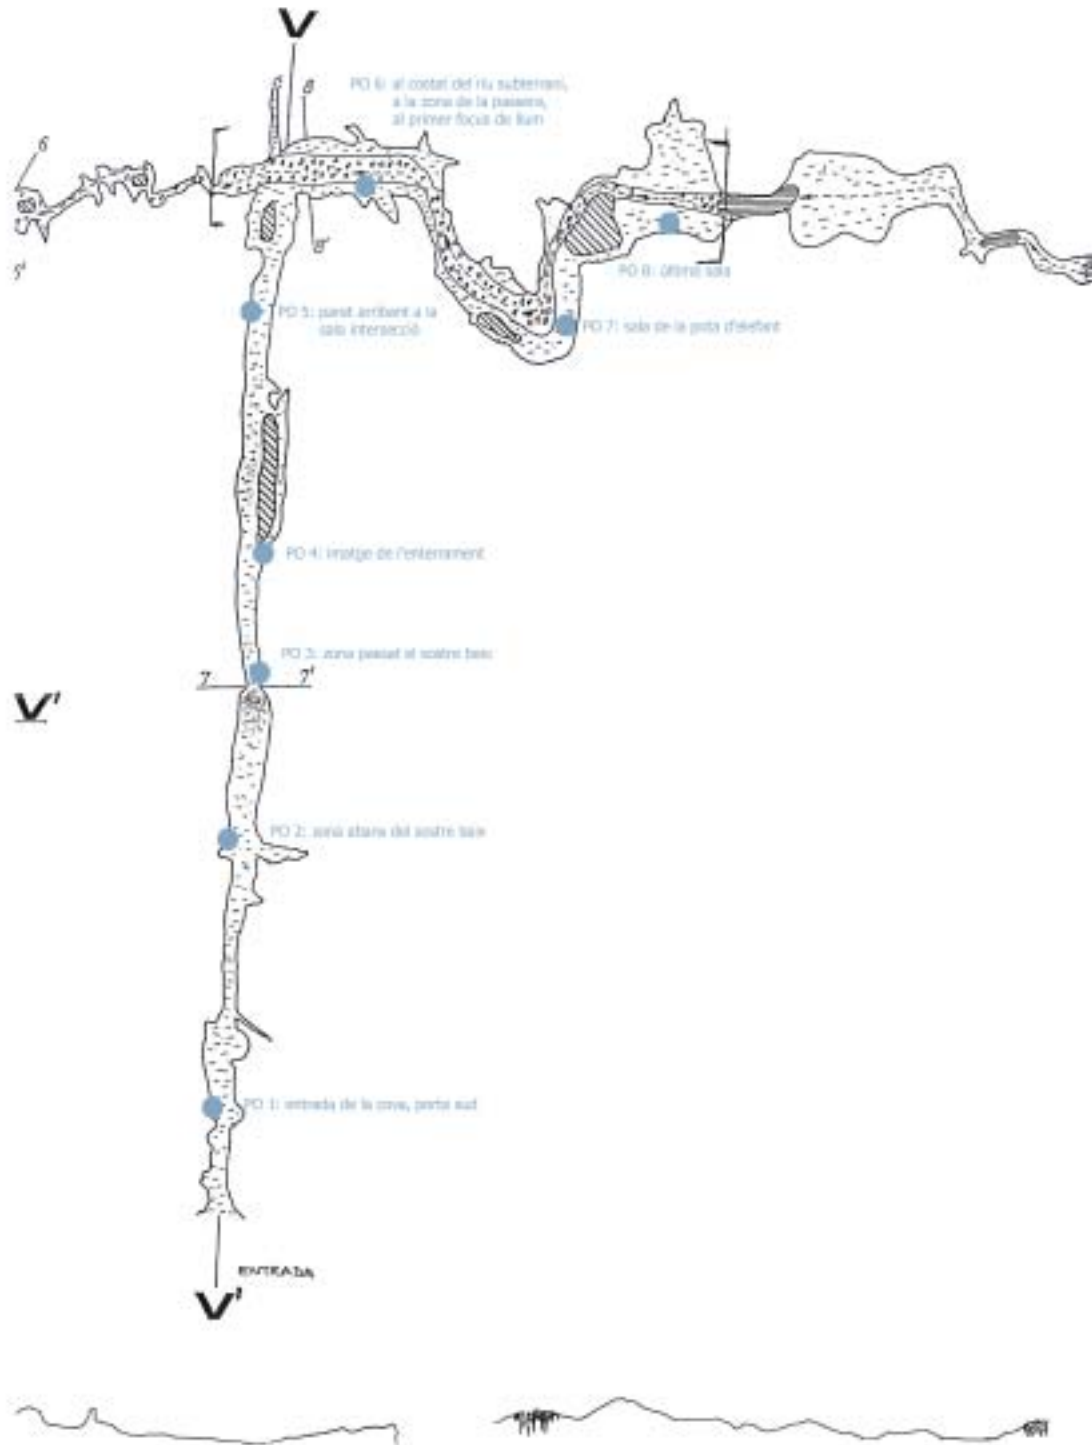 V
6
8
PO 6: al costat del riu subterrani,
a la zona de la passera,
al primer focus de llum
6
5'
8'
PO 8: última sala
PO 5: paret arribant a la
sala intersecció
PO 7: sala de la pota d'elefant
PO 4: imatge de l'enterrament
PO 3: zona passat el sostre baix
7
7'
V'
PO 2: zona abans del sostre baix
PO 1: entrada de la cova, porta sud
ENTRADA
V'